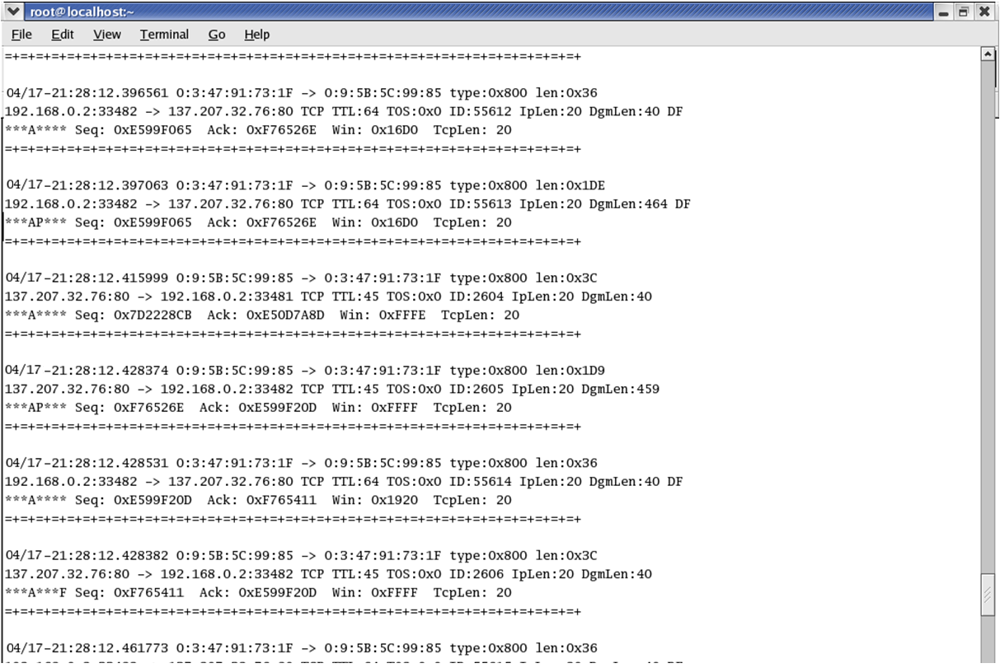 root@localhost:~
File Edit View Terminal Go Help
=+=+=+=+=+=+=+=+=+=+=+=+=+=+=+=+=+=+=+=+=+=+=+=+=+=+=+=+=+=+=+=+=+=+=+=+=+
04/17-21:28:12.396561 0:3:47:91:73:1F -> 0:9:5B:5C:99:85 type:0x800 len:0x36
192.168.0.2:33482 -> 137.207.32.76:80 TCP TTL:64 TOS:0x0 ID:55612 IpLen:20 DgmLen:40 DF
***A**** Seq: 0xE599F065  Ack: 0xF76526E  Win: 0x16D0  TcpLen: 20
=+=+=+=+=+=+=+=+=+=+=+=+=+=+=+=+=+=+=+=+=+=+=+=+=+=+=+=+=+=+=+=+=+=+=+=+=+
04/17-21:28:12.397063 0:3:47:91:73:1F -> 0:9:5B:5C:99:85 type:0x800 len:0x1DE
192.168.0.2:33482 -> 137.207.32.76:80 TCP TTL:64 TOS:0x0 ID:55613 IpLen:20 DgmLen:464 DF
***AP*** Seq: 0xE599F065  Ack: 0xF76526E  Win: 0x16D0  TcpLen: 20
=+=+=+=+=+=+=+=+=+=+=+=+=+=+=+=+=+=+=+=+=+=+=+=+=+=+=+=+=+=+=+=+=+=+=+=+=+
04/17-21:28:12.415999 0:9:5B:5C:99:85 -> 0:3:47:91:73:1F type:0x800 len:0x3C
137.207.32.76:80 -> 192.168.0.2:33481 TCP TTL:45 TOS:0x0 ID:2604 IpLen:20 DgmLen:40
***A**** Seq: 0x7D2228CB  Ack: 0xE50D7A8D  Win: 0xFFFE  TcpLen: 20
=+=+=+=+=+=+=+=+=+=+=+=+=+=+=+=+=+=+=+=+=+=+=+=+=+=+=+=+=+=+=+=+=+=+=+=+=+
04/17-21:28:12.428374 0:9:5B:5C:99:85 -> 0:3:47:91:73:1F type:0x800 len:0x1D9
137.207.32.76:80 -> 192.168.0.2:33482 TCP TTL:45 TOS:0x0 ID:2605 IpLen:20 DgmLen:459
***AP*** Seq: 0xF76526E  Ack: 0xE599F20D  Win: 0xFFFF  TcpLen: 20
=+=+=+=+=+=+=+=+=+=+=+=+=+=+=+=+=+=+=+=+=+=+=+=+=+=+=+=+=+=+=+=+=+=+=+=+=+
04/17-21:28:12.428531 0:3:47:91:73:1F -> 0:9:5B:5C:99:85 type:0x800 len:0x36
192.168.0.2:33482 -> 137.207.32.76:80 TCP TTL:64 TOS:0x0 ID:55614 IpLen:20 DgmLen:40 DF
***A**** Seq: 0xE599F20D  Ack: 0xF765411  Win: 0x1920  TcpLen: 20
=+=+=+=+=+=+=+=+=+=+=+=+=+=+=+=+=+=+=+=+=+=+=+=+=+=+=+=+=+=+=+=+=+=+=+=+=+
04/17-21:28:12.428382 0:9:5B:5C:99:85 -> 0:3:47:91:73:1F type:0x800 len:0x3C
137.207.32.76:80 -> 192.168.0.2:33482 TCP TTL:45 TOS:0x0 ID:2606 IpLen:20 DgmLen:40
***A***F Seq: 0xF765411  Ack: 0xE599F20D  Win: 0xFFFF  TcpLen: 20
=+=+=+=+=+=+=+=+=+=+=+=+=+=+=+=+=+=+=+=+=+=+=+=+=+=+=+=+=+=+=+=+=+=+=+=+=+
04/17-21:28:12.461773 0:3:47:91:73:1F -> 0:9:5B:5C:99:85 type:0x800 len:0x36